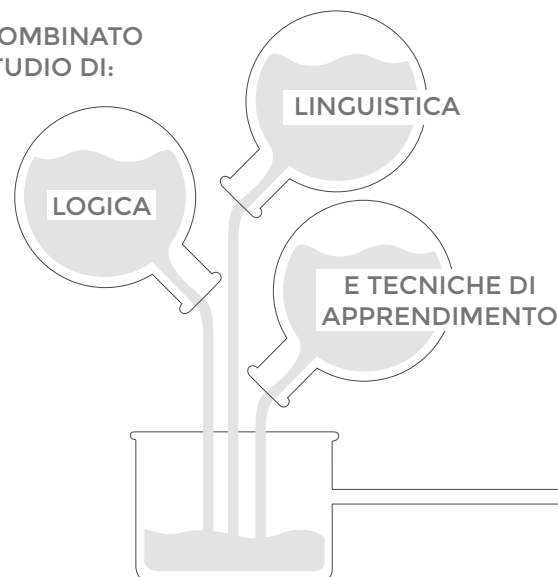 OMBINATO
TUDIO DI:
LINGUISTICA
LOGICA
E TECNICHE DI
APPRENDIMENTO